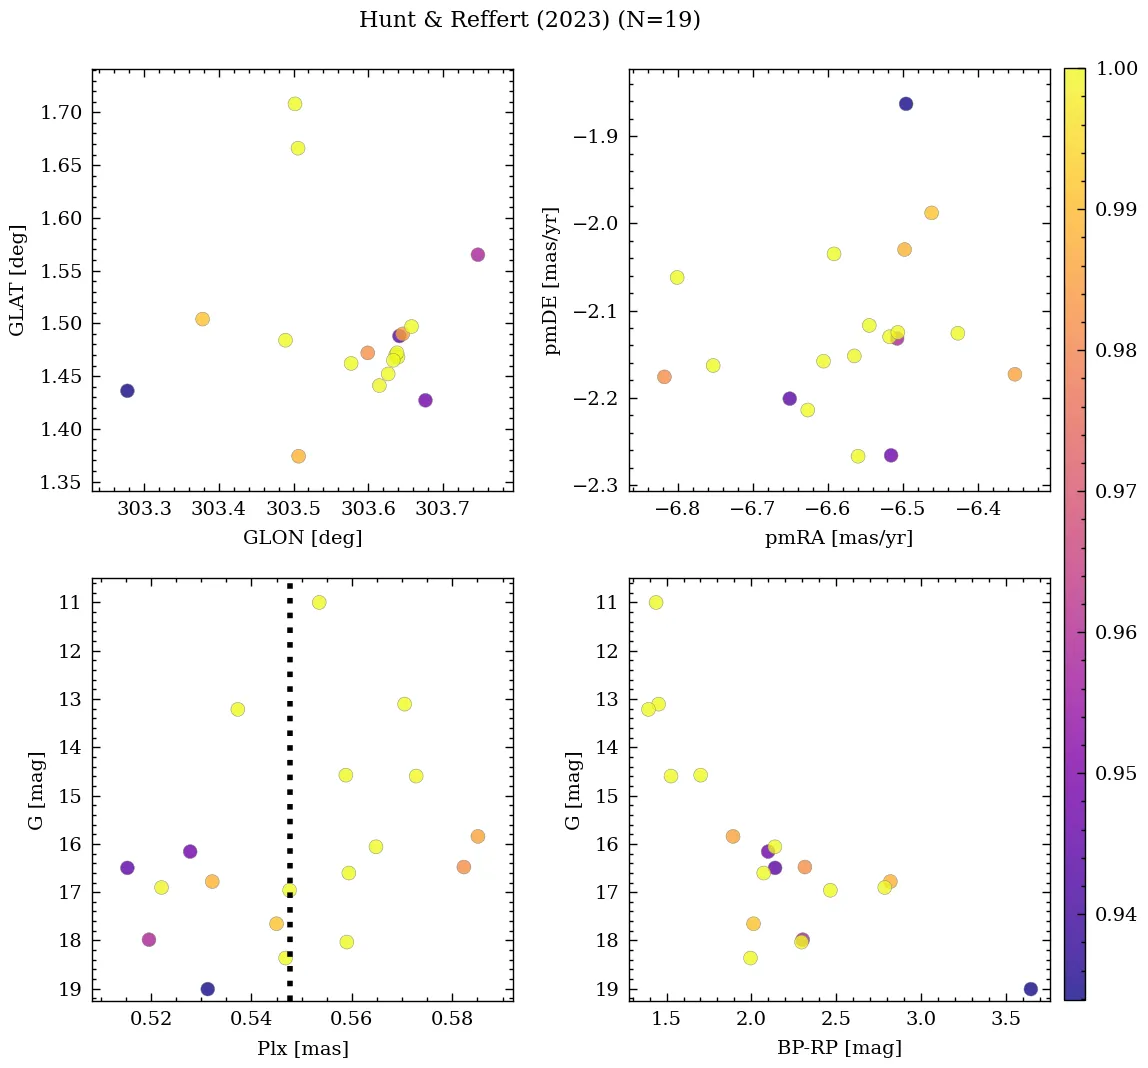 Hunt & Reffert (2023) (N=19)
1.70
1.65
1.60
1.55
1.50
1.45
1.40
1.35
GLAT [deg]
303.3 303.4 303.5 303.6 303.7
GLON [deg]
−1.9
−2.0
−2.1
−2.2
−2.3
pmDE [mas/yr]
−6.8 −6.7 −6.6 −6.5 −6.4
pmRA [mas/yr]
11
12
13
14
15
16
17
18
19
G [mag]
0.52 0.54 0.56 0.58
Plx [mas]
11
12
13
14
15
16
17
18
19
G [mag]
1.5 2.0 2.5 3.0 3.5
BP-RP [mag]
1.00
0.99
0.98
0.97
0.96
0.95
0.94